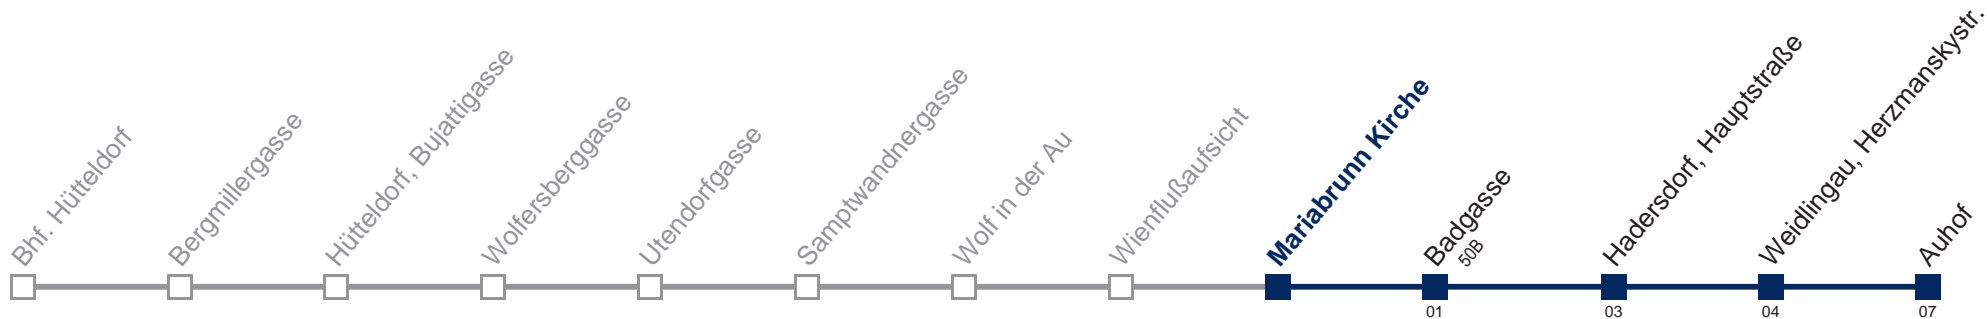 Bhf. Hütteldorf
Bergmillergasse
Hütteldorf, Bujattigasse
Wolfersberggasse
Utendorfgasse
Samptwandnergasse
Wolf in der Au
Wienflußaufsicht
Mariabrunn Kirche
Badgasse
50B
Hadersdorf, Hauptstraße
Weidlingau, Herzmanskystr.
Auhof
01
03
04
07